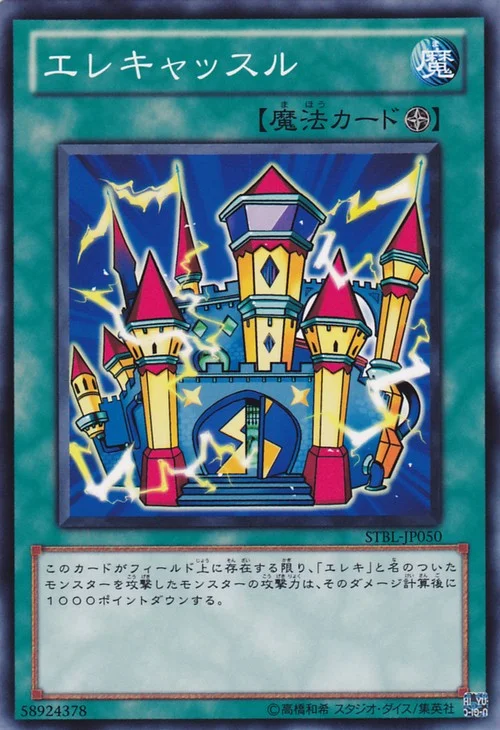 エレキャッスル
魔
【魔法カード】
STBL-JP050
このカードがフィールド上に存在する限り、「エレキ」と名のついた
モンスターを攻撃したモンスターの攻撃力は、そのダメージ計算後に
1000ポイントダウンする。
58924378
©高橋和希 スタジオ・ダイス/集英社